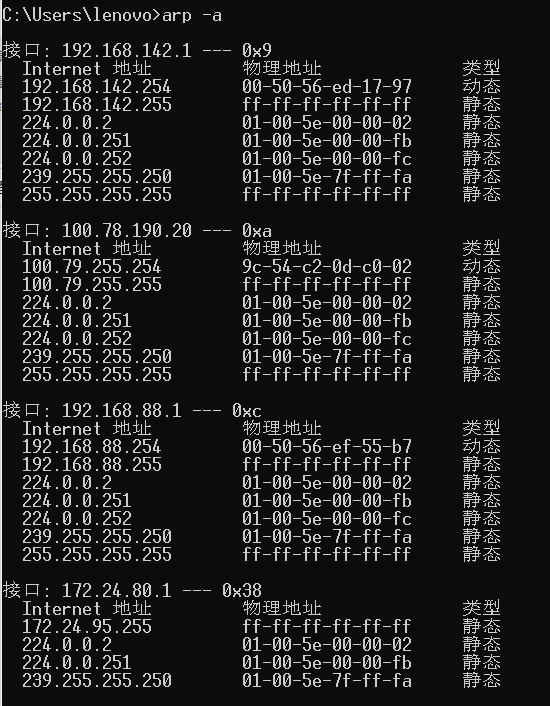 C:\Users\lenovo>arp -a
接口: 192.168.142.1 --- 0x9
Internet 地址 物理地址 类型
192.168.142.254 00-50-56-ed-17-97 动态
192.168.142.255 ff-ff-ff-ff-ff-ff 静态
224.0.0.2 01-00-5e-00-00-02 静态
224.0.0.251 01-00-5e-00-00-fb 静态
224.0.0.252 01-00-5e-00-00-fc 静态
239.255.255.250 01-00-5e-7f-ff-fa 静态
255.255.255.255 ff-ff-ff-ff-ff-ff 静态
接口: 100.78.190.20 --- 0xa
Internet 地址 物理地址 类型
100.79.255.254 9c-54-c2-0d-c0-02 动态
100.79.255.255 ff-ff-ff-ff-ff-ff 静态
224.0.0.2 01-00-5e-00-00-02 静态
224.0.0.251 01-00-5e-00-00-fb 静态
224.0.0.252 01-00-5e-00-00-fc 静态
239.255.255.250 01-00-5e-7f-ff-fa 静态
255.255.255.255 ff-ff-ff-ff-ff-ff 静态
接口: 192.168.88.1 --- 0xc
Internet 地址 物理地址 类型
192.168.88.254 00-50-56-ef-55-b7 动态
192.168.88.255 ff-ff-ff-ff-ff-ff 静态
224.0.0.2 01-00-5e-00-00-02 静态
224.0.0.251 01-00-5e-00-00-fb 静态
224.0.0.252 01-00-5e-00-00-fc 静态
239.255.255.250 01-00-5e-7f-ff-fa 静态
255.255.255.255 ff-ff-ff-ff-ff-ff 静态
接口: 172.24.80.1 --- 0x38
Internet 地址 物理地址 类型
172.24.95.255 ff-ff-ff-ff-ff-ff 静态
224.0.0.2 01-00-5e-00-00-02 静态
224.0.0.251 01-00-5e-00-00-fb 静态
239.255.255.250 01-00-5e-7f-ff-fa 静态